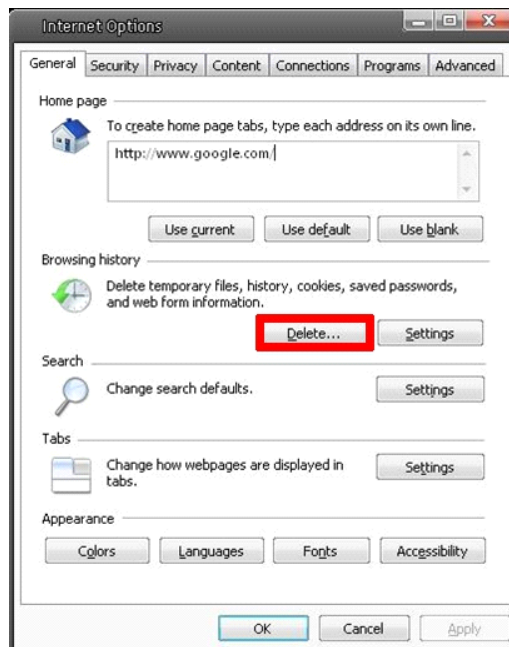 Internet Options
General Security Privacy Content Connections Programs Advanced
Home page
To create home page tabs, type each address on its own line.
http://www.google.com/
Use current Use default Use blank
Browsing history
Delete temporary files, history, cookies, saved passwords,
and web form information.
Delete... Settings
Search
Change search defaults. Settings
Tabs
Change how webpages are displayed in
tabs.
Settings
Appearance
Colors Languages Fonts Accessibility
OK Cancel Apply